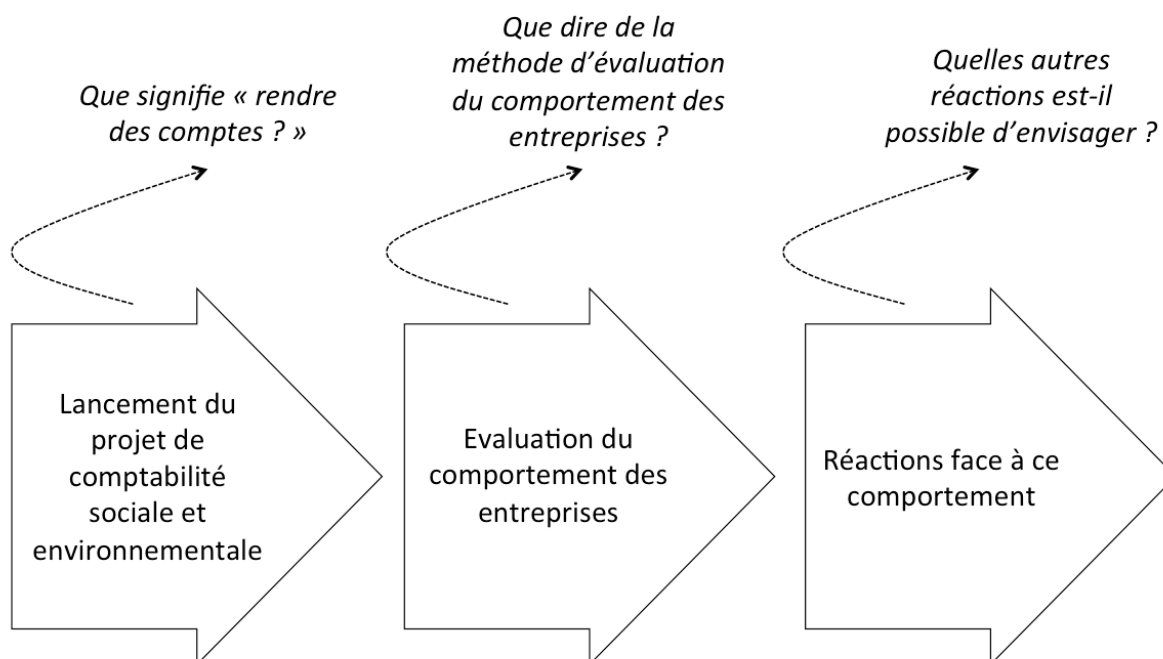 Que signifie « rendre
des comptes ? »
Que dire de la
méthode d’évaluation
du comportement des
entreprises ?
Quelles autres
réactions est-il
possible d’envisager ?
Lancement du
projet de
comptabilité
sociale et
environnementale
Evaluation du
comportement des
entreprises
Réactions face à ce
comportement